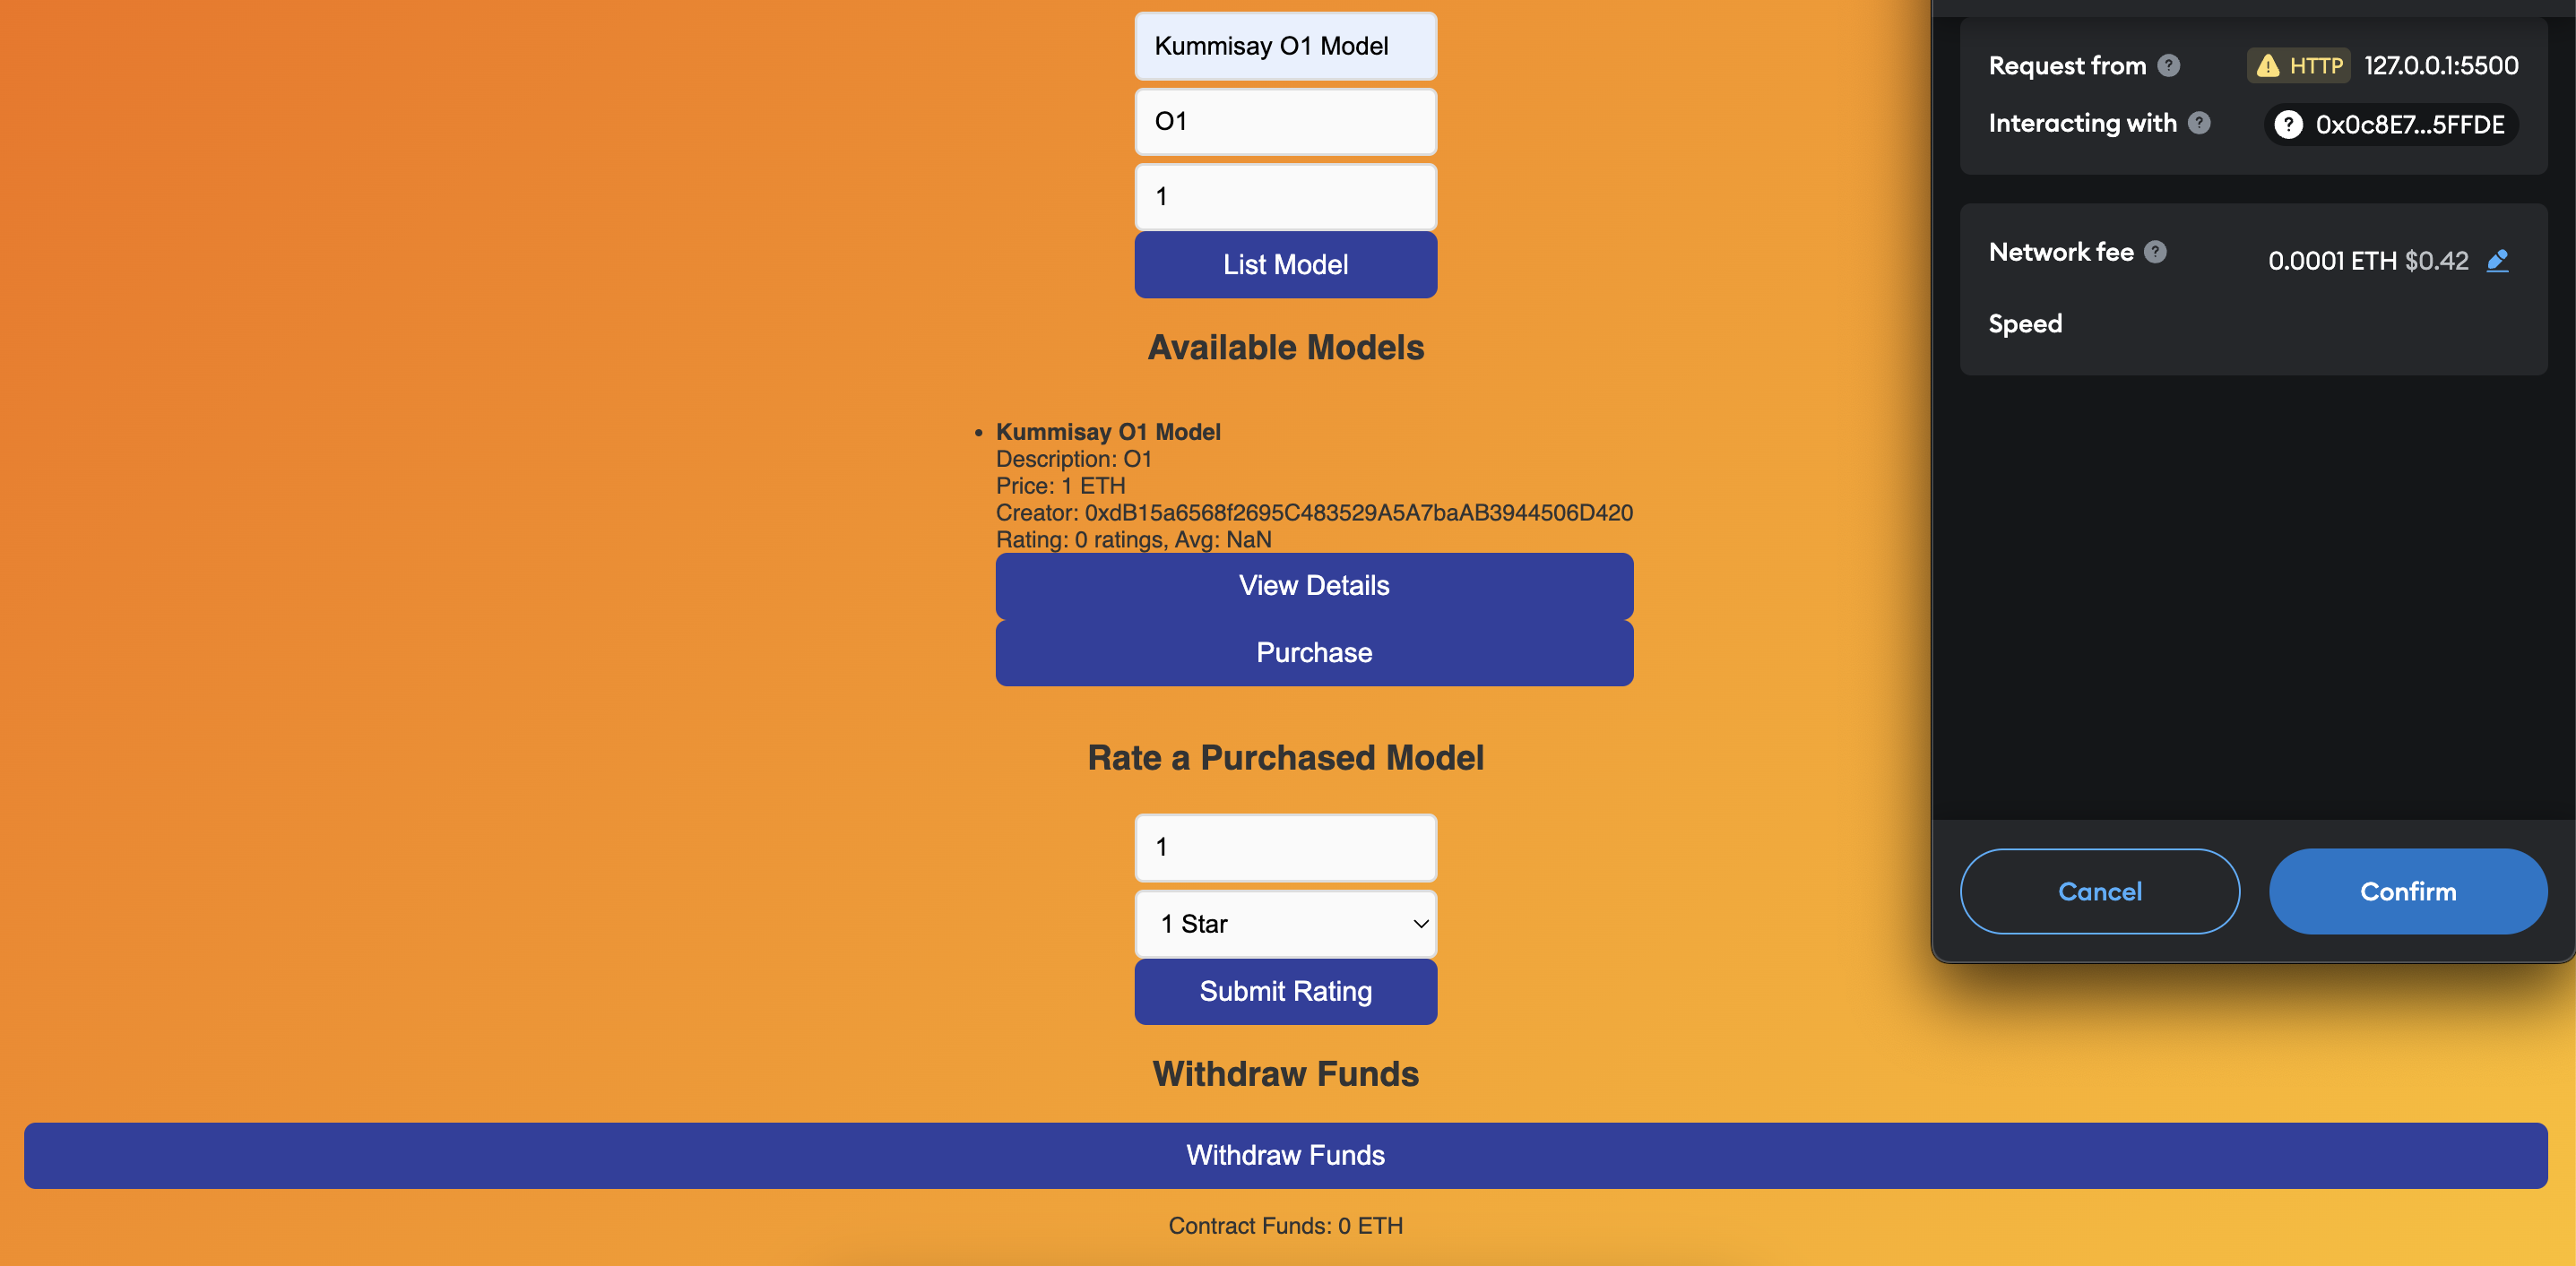 Kummisay O1 Model
O1
1
List Model
Available Models
• Kummisay O1 Model
Description: O1
Price: 1 ETH
Creator: 0xdB15a6568f2695C483529A5A7baAB3944506D420
Rating: 0 ratings, Avg: NaN
View Details
Purchase
Rate a Purchased Model
1
1 Star
Submit Rating
Withdraw Funds
Withdraw Funds
Contract Funds: 0 ETH
Request from ? HTTP 127.0.0.1:5500
Interacting with ? ? 0x0c8E7...5FFDE
Network fee ? 0.0001 ETH $0.42
Speed
Cancel
Confirm